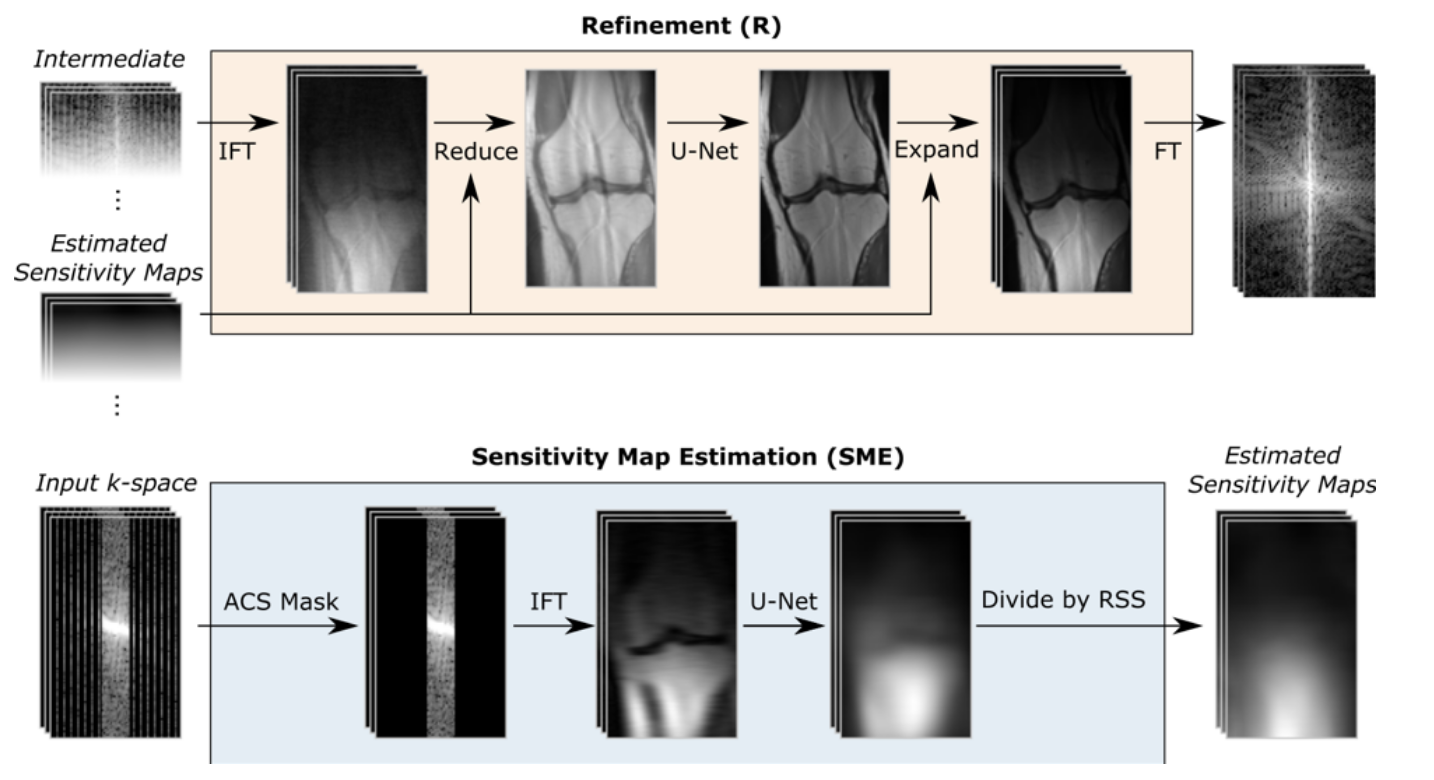 Refinement (R)
Intermediate
IFT
Reduce
U-Net
Expand
FT
⋮
Estimated
Sensitivity Maps
⋮
Sensitivity Map Estimation (SME)
Input k-space
Estimated
Sensitivity Maps
ACS Mask
IFT
U-Net
Divide by RSS